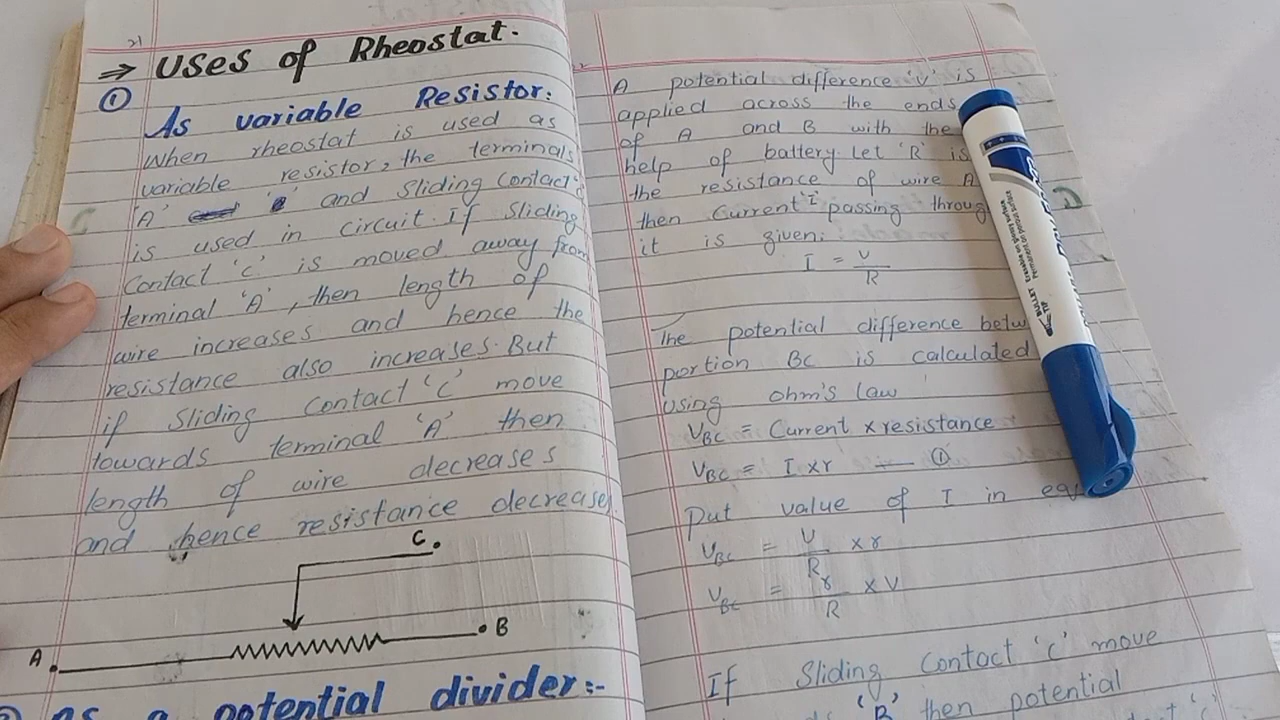 ⇒ Uses of Rheostat.
① As variable Resistor:
When rheostat is used as
variable resistor, the terminals
'A' and Sliding Contact 'C'
is used in circuit. If Sliding
Contact 'C' is moved away from
terminal 'A', then length of
wire increases and hence the
resistance also increases. But
if Sliding Contact 'C' move
towards terminal 'A' then
length of wire decreases
and hence resistance decreases
C
A
B
as a potential divider:-
A potential difference 'V' is
applied across the ends
of A and B with the
help of battery. Let 'R' is
the resistance of wire A
then Current I passing throug
it is given:
I = V/R
The potential difference betw
portion BC is calculated
Using ohm's law
VBC = Current × resistance
VBC = I × r — ①
Put value of I in eq
VBC = V/R × r
VBC = r/R × V
If Sliding Contact 'C' move
'B' then potential
BULLET TIP